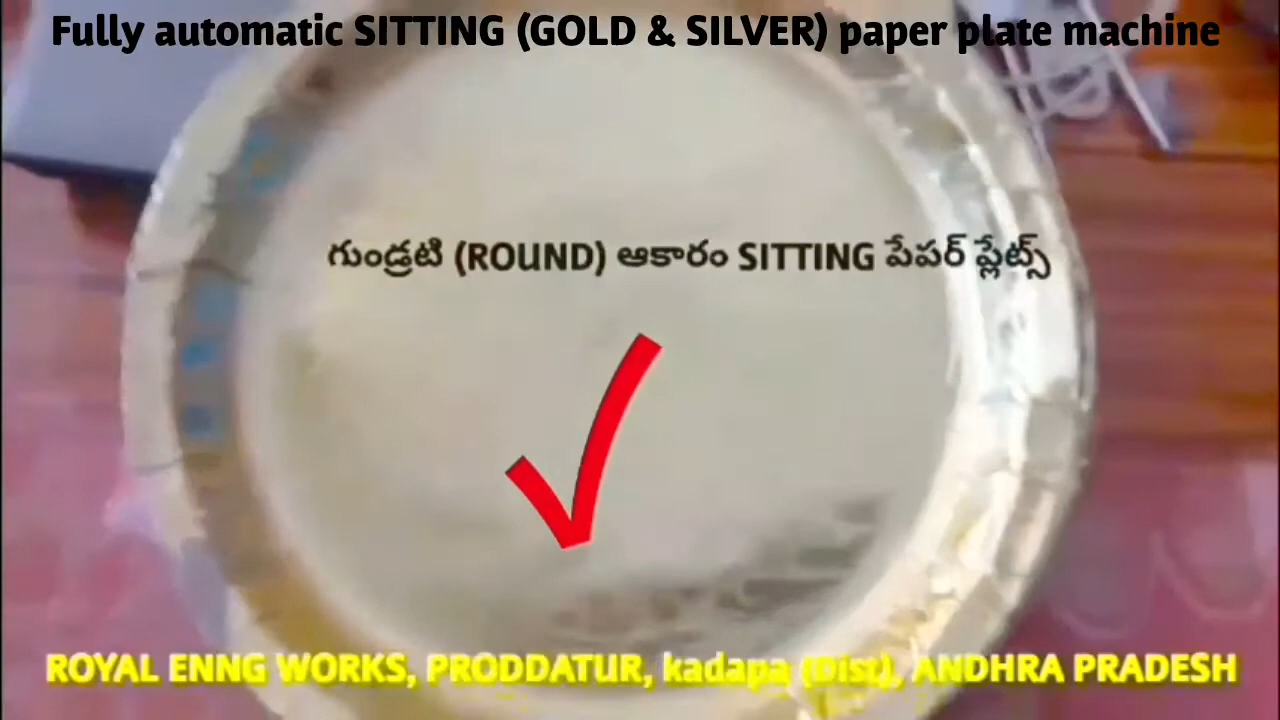 Fully automatic SITTING (GOLD & SILVER) paper plate machine
గుండ్రటి (ROUND) ఆకారం SITTING పేపర్ ప్లేట్స్
ROYAL ENNG WORKS, PRODDATUR, kadapa (Dist), ANDHRA PRADESH